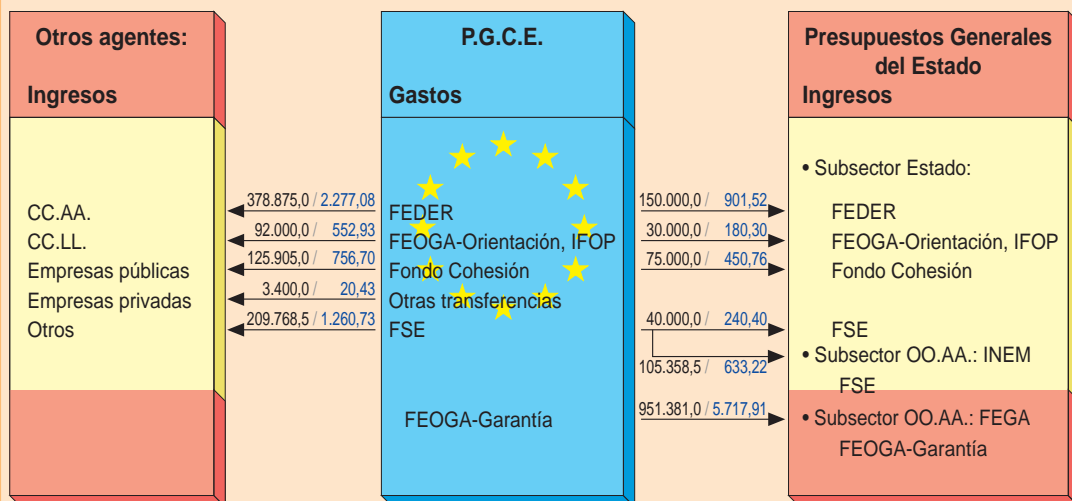 Otros agentes:
Ingresos
CC.AA.
CC.LL.
Empresas públicas
Empresas privadas
Otros
378.875,0 / 2.277,08
92.000,0 / 552,93
125.905,0 / 756,70
3.400,0 / 20,43
209.768,5 / 1.260,73
P.G.C.E.
Gastos
FEDER
FEOGA-Orientación, IFOP
Fondo Cohesión
Otras transferencias
FSE
FEOGA-Garantía
150.000,0 / 901,52
30.000,0 / 180,30
75.000,0 / 450,76
40.000,0 / 240,40
105.358,5 / 633,22
951.381,0 / 5.717,91
Presupuestos Generales
del Estado
Ingresos
• Subsector Estado:
FEDER
FEOGA-Orientación, IFOP
Fondo Cohesión
FSE
• Subsector OO.AA.: INEM
FSE
• Subsector OO.AA.: FEGA
FEOGA-Garantía